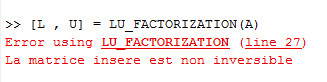 >> [L , U] = LU_FACTORIZATION(A)
Error using LU_FACTORIZATION (line 27)
La matrice insere est non inversible